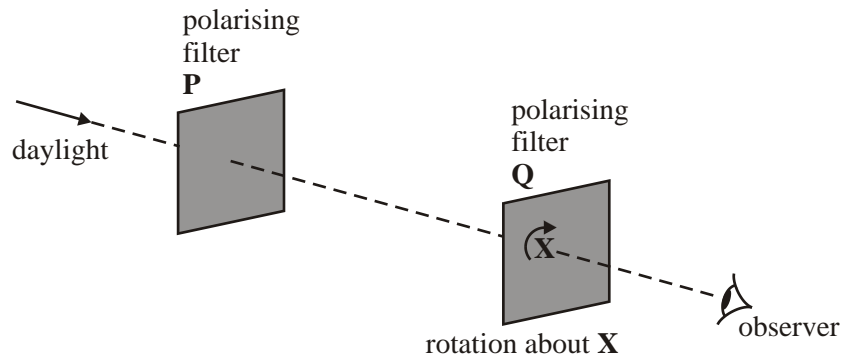 polarising
filter
P
daylight
polarising
filter
Q
X
observer
rotation about X